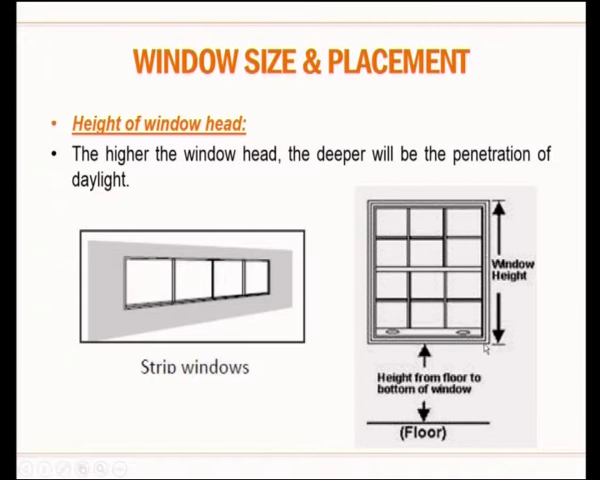 WINDOW SIZE & PLACEMENT
• Height of window head:
• The higher the window head, the deeper will be the penetration of
daylight.
Window
Height
Strip windows
Height from floor to
bottom of window
(Floor)